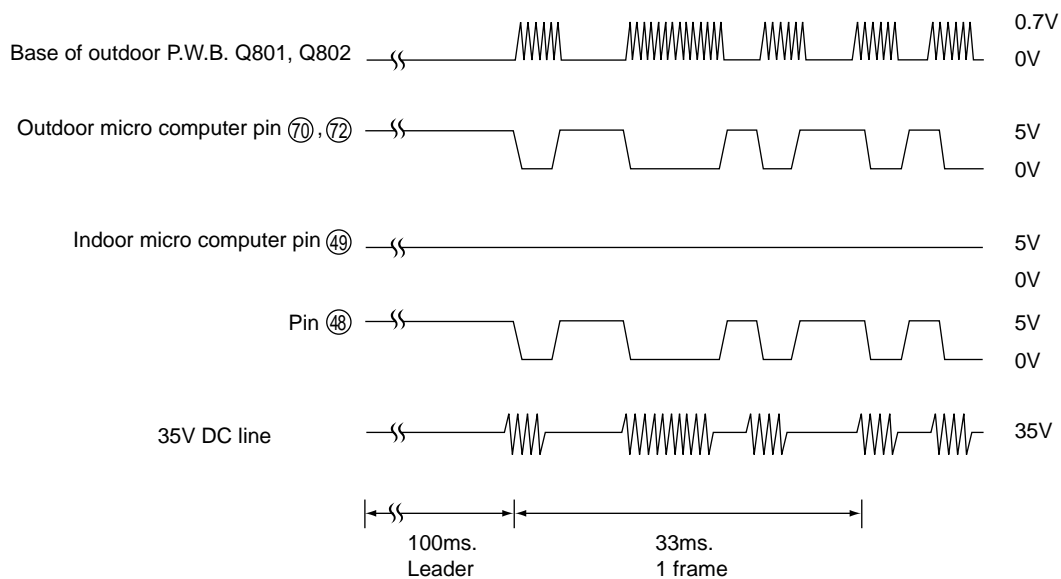 0.7V
Base of outdoor P.W.B. Q801, Q802
0V
Outdoor micro computer pin ⑦⓪, ⑦②
5V
0V
Indoor micro computer pin ㊾
5V
0V
Pin ㊽
5V
0V
35V DC line
35V
100ms.
Leader
33ms.
1 frame